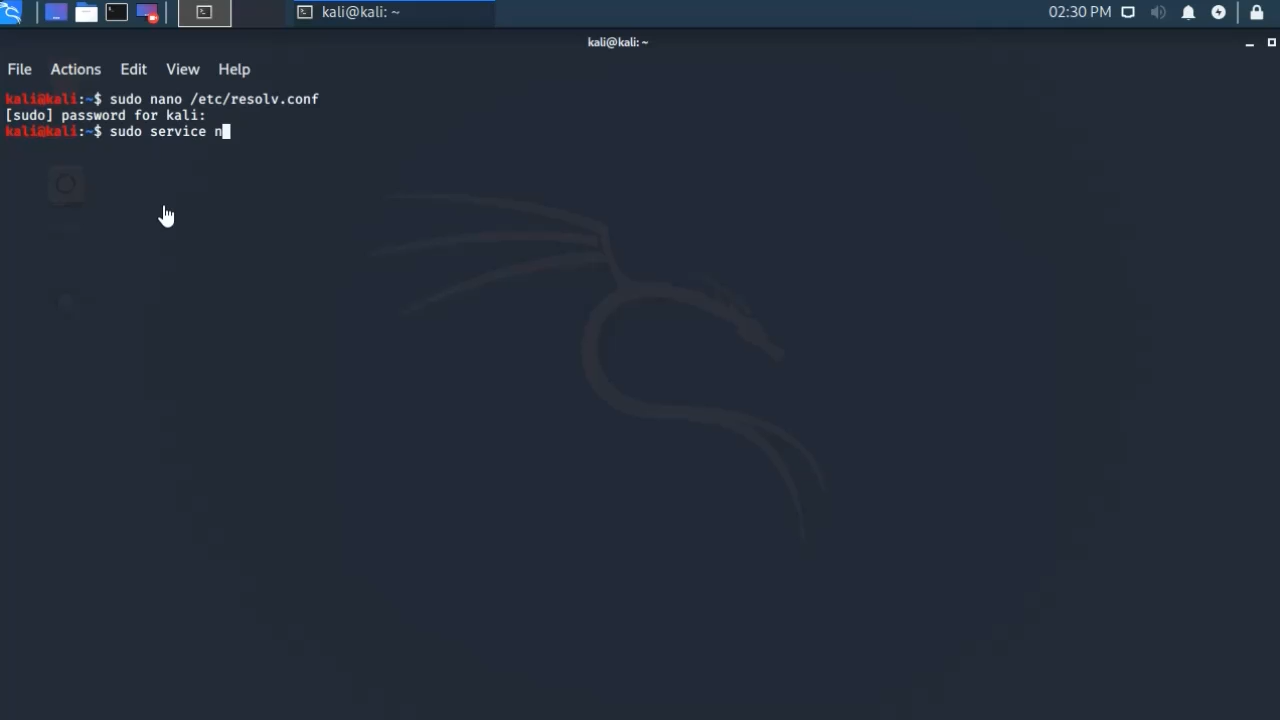 kali@kali: ~
02:30 PM
kali@kali:~
File Actions Edit View Help
kali@kali:~$ sudo nano /etc/resolv.conf
[sudo] password for kali:
kali@kali:~$ sudo service n